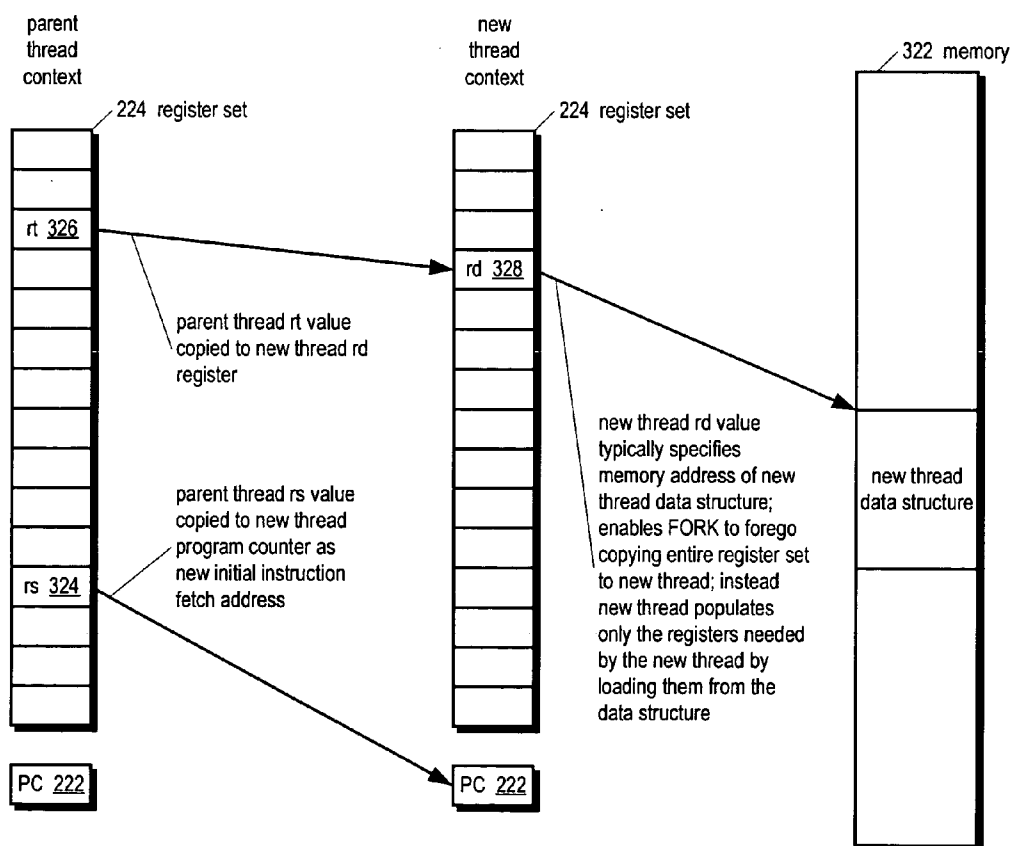 parent
thread
context
new
thread
context
322 memory
224 register set
224 register set
rt 326
rd 328
parent thread rt value
copied to new thread rd
register
new thread rd value
typically specifies
memory address of new
thread data structure;
enables FORK to forego
copying entire register set
to new thread; instead
new thread populates
only the registers needed
by the new thread by
loading them from the
data structure
new thread
data structure
parent thread rs value
copied to new thread
program counter as
new initial instruction
fetch address
rs 324
PC 222
PC 222